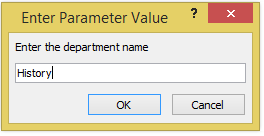 Enter Parameter Value ? ×
Enter the department name
History
OK Cancel